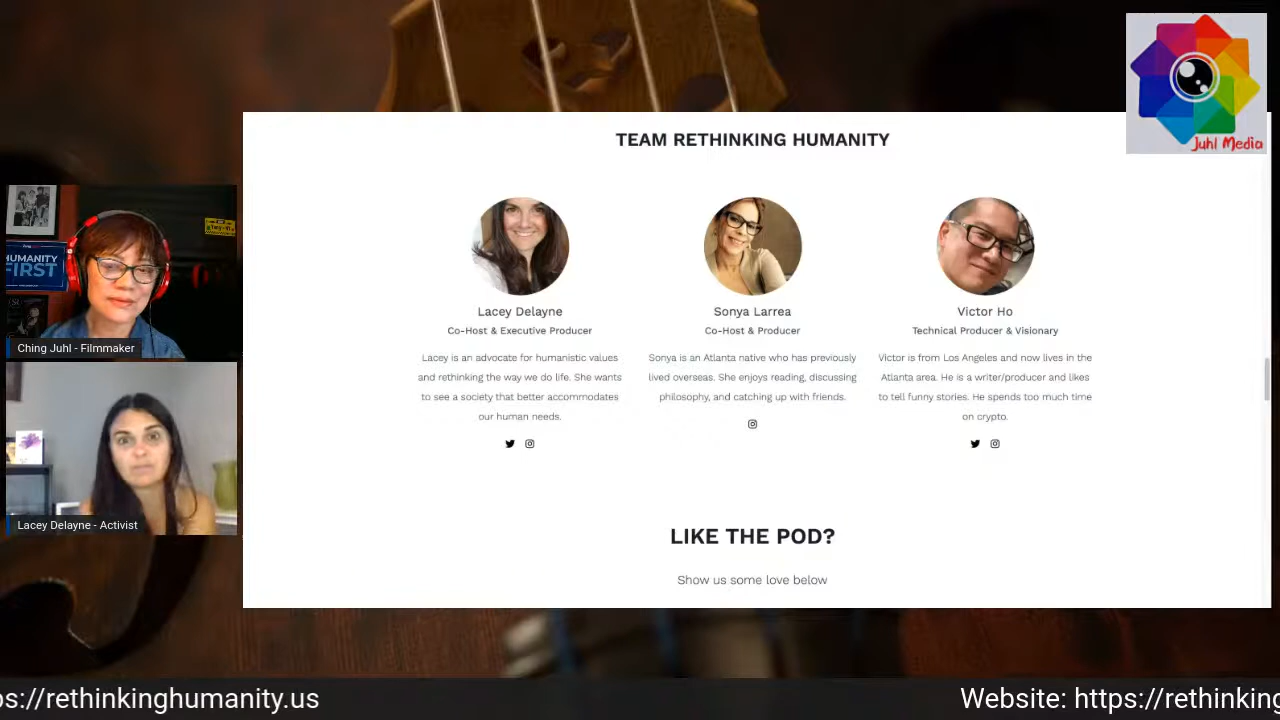 Juhl Media
TEAM RETHINKING HUMANITY
HUMANITY
FIRST
Ching Juhl - Filmmaker
Lacey Delayne - Activist
Lacey Delayne
Co-Host & Executive Producer
Lacey is an advocate for humanistic values
and rethinking the way we do life. She wants
to see a society that better accommodates
our human needs.
Sonya Larrea
Co-Host & Producer
Sonya is an Atlanta native who has previously
lived overseas. She enjoys reading, discussing
philosophy, and catching up with friends.
Victor Ho
Technical Producer & Visionary
Victor is from Los Angeles and now lives in the
Atlanta area. He is a writer/producer and likes
to tell funny stories. He spends too much time
on crypto.
LIKE THE POD?
Show us some love below
ps://rethinkinghumanity.us
Website: https://rethinking